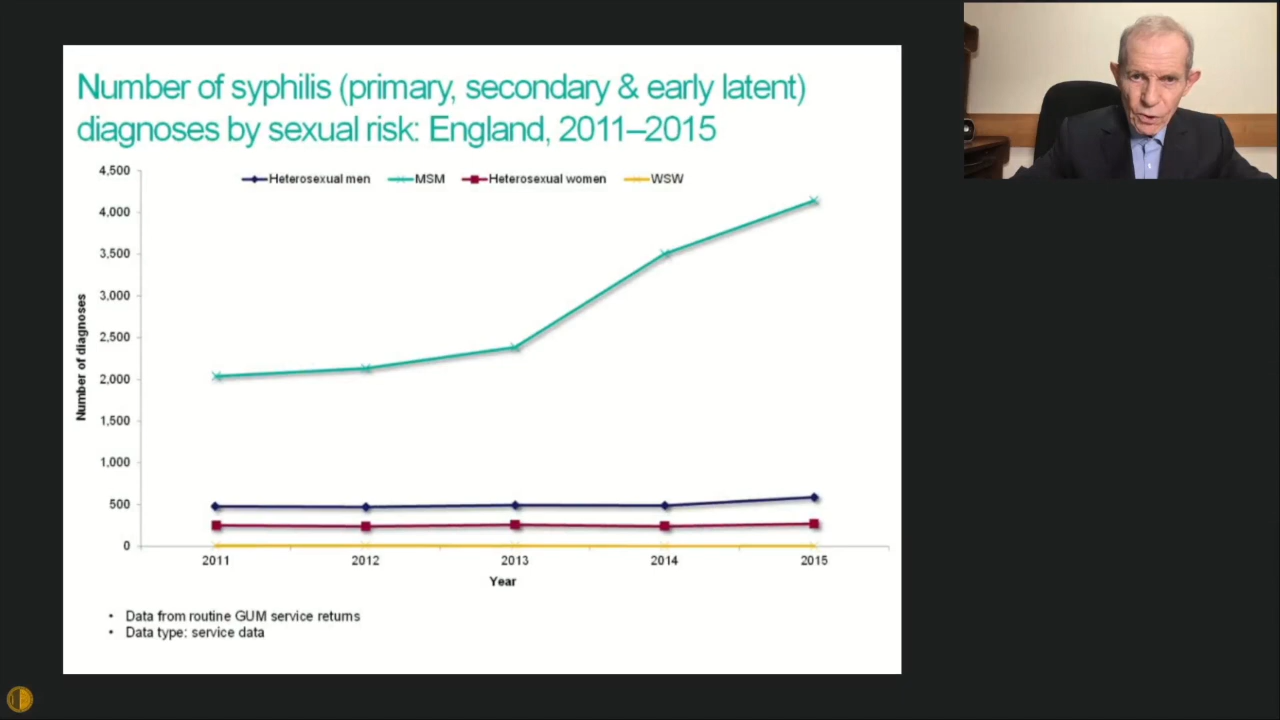 Number of syphilis (primary, secondary & early latent)
diagnoses by sexual risk: England, 2011–2015
Heterosexual men MSM Heterosexual women WSW
4,500
4,000
3,500
3,000
2,500
2,000
1,500
1,000
500
0
Number of diagnoses
2011 2012 2013 2014 2015
Year
• Data from routine GUM service returns
• Data type: service data